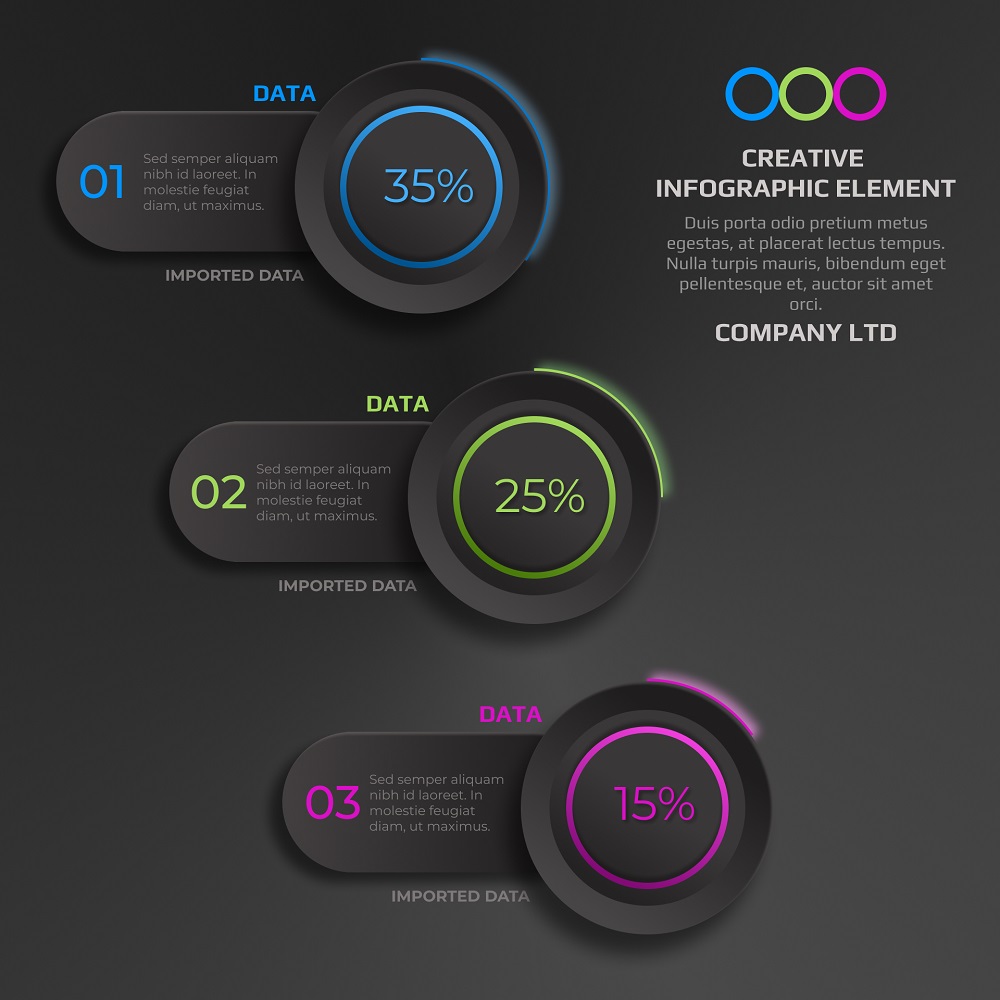 DATA
01
Sed semper aliquam
nibh id laoreet. In
molestie feugiat
diam, ut maximus.
35%
IMPORTED DATA
CREATIVE
INFOGRAPHIC ELEMENT
Duis porta odio pretium metus
egestas, at placerat lectus tempus.
Nulla turpis mauris, bibendum eget
pellentesque et, auctor sit amet
orci.
COMPANY LTD
DATA
02
Sed semper aliquam
nibh id laoreet. In
molestie feugiat
diam, ut maximus.
25%
IMPORTED DATA
DATA
03
Sed semper aliquam
nibh id laoreet. In
molestie feugiat
diam, ut maximus.
15%
IMPORTED DATA